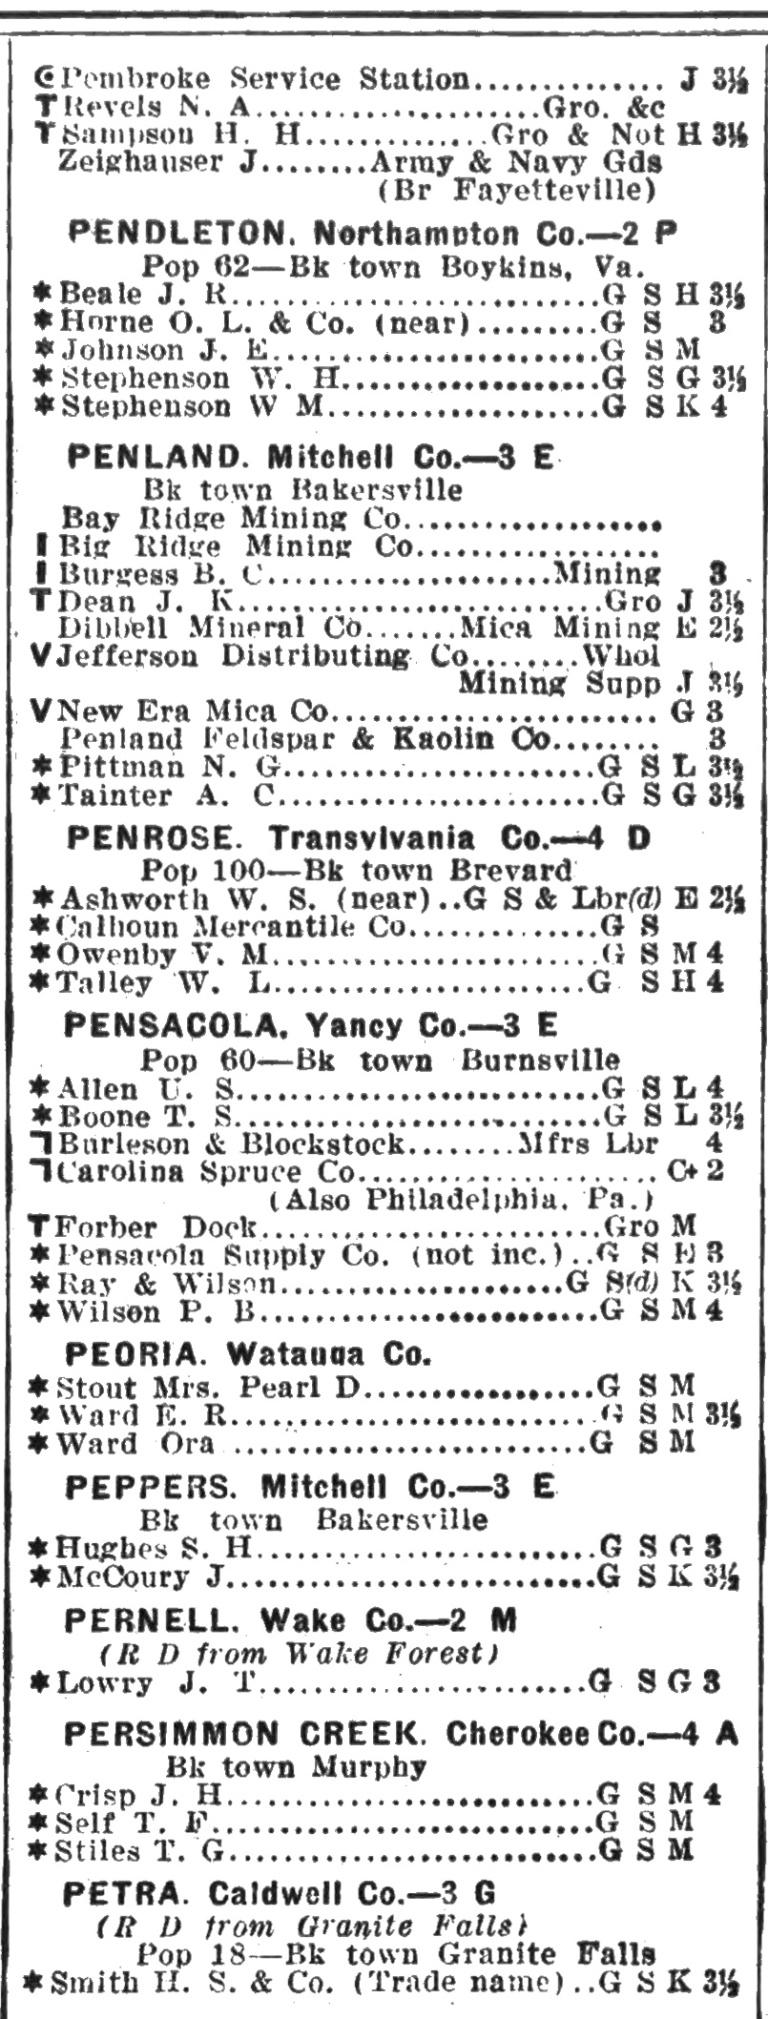 Pembroke Service Station............... J 3½
T Revels N. A......................Gro. &c
T Sampson H. H..............Gro & Not H 3½
Zeighauser J........Army & Navy Gds
(Br Fayetteville)
PENDLETON. Northampton Co.—2 P
Pop 62—Bk town Boykins, Va.
* Beale J. R..........................G S H 3½
* Horne O. L. & Co. (near).........G S 3
* Johnson J. E.......................G S M
* Stephenson W. H..................G S G 3½
* Stephenson W M...................G S K 4
PENLAND. Mitchell Co.—3 E
Bk town Bakersville
Bay Ridge Mining Co...................
I Big Ridge Mining Co..................
I Burgess B. C....................Mining 3
T Dean J. K..........................Gro J 3½
Dibbell Mineral Co.......Mica Mining E 2½
V Jefferson Distributing Co........Whol
Mining Supp J 3½
V New Era Mica Co........................ G 3
Penland Feldspar & Kaolin Co........ 3
* Pittman N. G......................G S L 3½
* Tainter A. C.......................G S G 3½
PENROSE. Transylvania Co.—4 D
Pop 100—Bk town Brevard
* Ashworth W. S. (near)..G S & Lbr(d) E 2½
* Calhoun Mercantile Co..............G S
* Owenby V. M.......................G S M 4
* Talley W. L.......................G S H 4
PENSACOLA. Yancy Co.—3 E
Pop 60—Bk town Burnsville
* Allen U. S..........................G S L 4
* Boone T. S..........................G S L 3½
⅂ Burleson & Blockstock........Mfrs Lbr 4
⅂ Carolina Spruce Co...................... C+ 2
(Also Philadelphia, Pa.)
T Forber Dock.........................Gro M
* Pensacola Supply Co. (not inc.)..G S E 3
* Ray & Wilson....................G S(d) K 3½
* Wilson P. B........................G S M 4
PEORIA. Watauga Co.
* Stout Mrs. Pearl D................G S M
* Ward E. R..........................G S M 3½
* Ward Ora .........................G S M
PEPPERS. Mitchell Co.—3 E
Bk town Bakersville
* Hughes S. H........................G S G 3
* McCoury J..........................G S K 3½
PERNELL. Wake Co.—2 M
(R D from Wake Forest)
* Lowry J. T.......................G S G 3
PERSIMMON CREEK. Cherokee Co.—4 A
Bk town Murphy
* Crisp J. H..........................G S M 4
* Self T. F...........................G S M
* Stiles T. G..........................G S M
PETRA. Caldwell Co.—3 G
(R D from Granite Falls)
Pop 18—Bk town Granite Falls
* Smith H. S. & Co. (Trade name)..G S K 3½